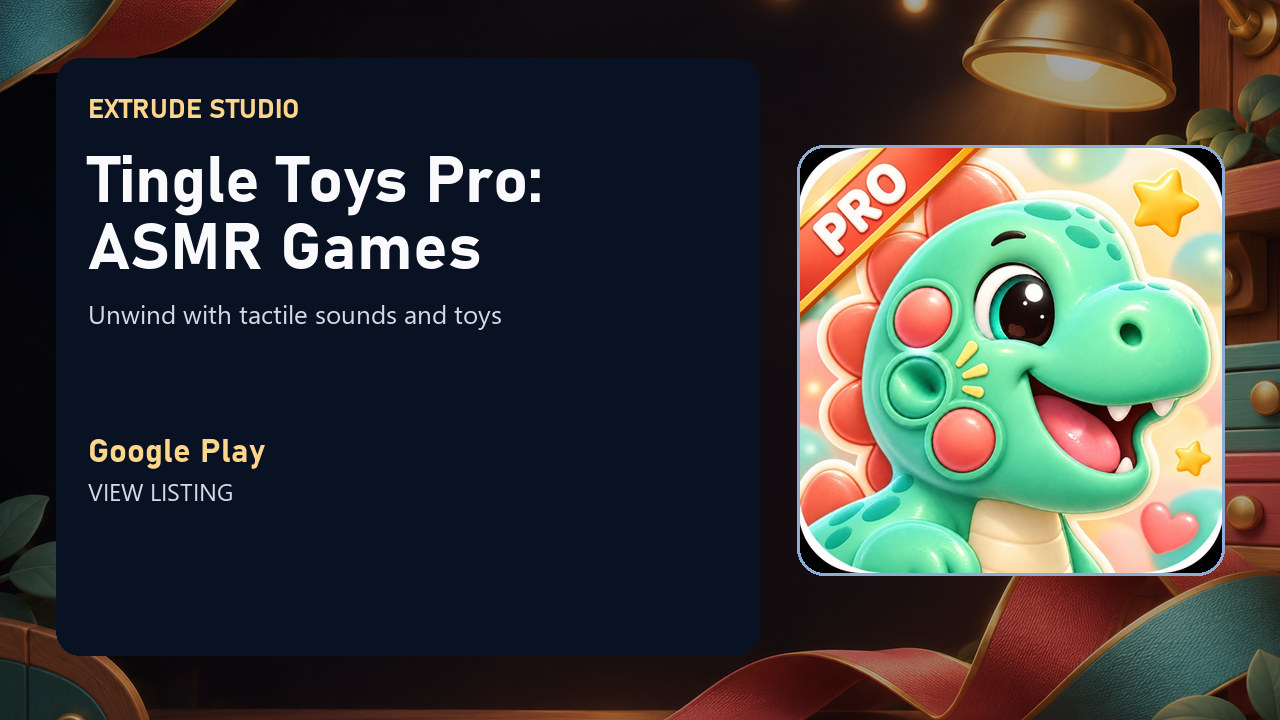 EXTRUDE STUDIO
Tingle Toys Pro:
ASMR Games
Unwind with tactile sounds and toys
Google Play
VIEW LISTING
PRO